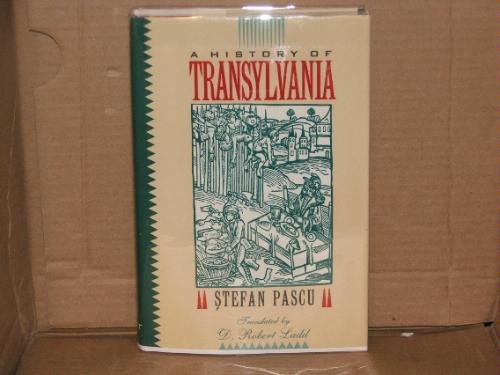 A HISTORY OF
TRANSYLVANIA
ŞTEFAN PASCU
Translated by
D. Robert Ladd